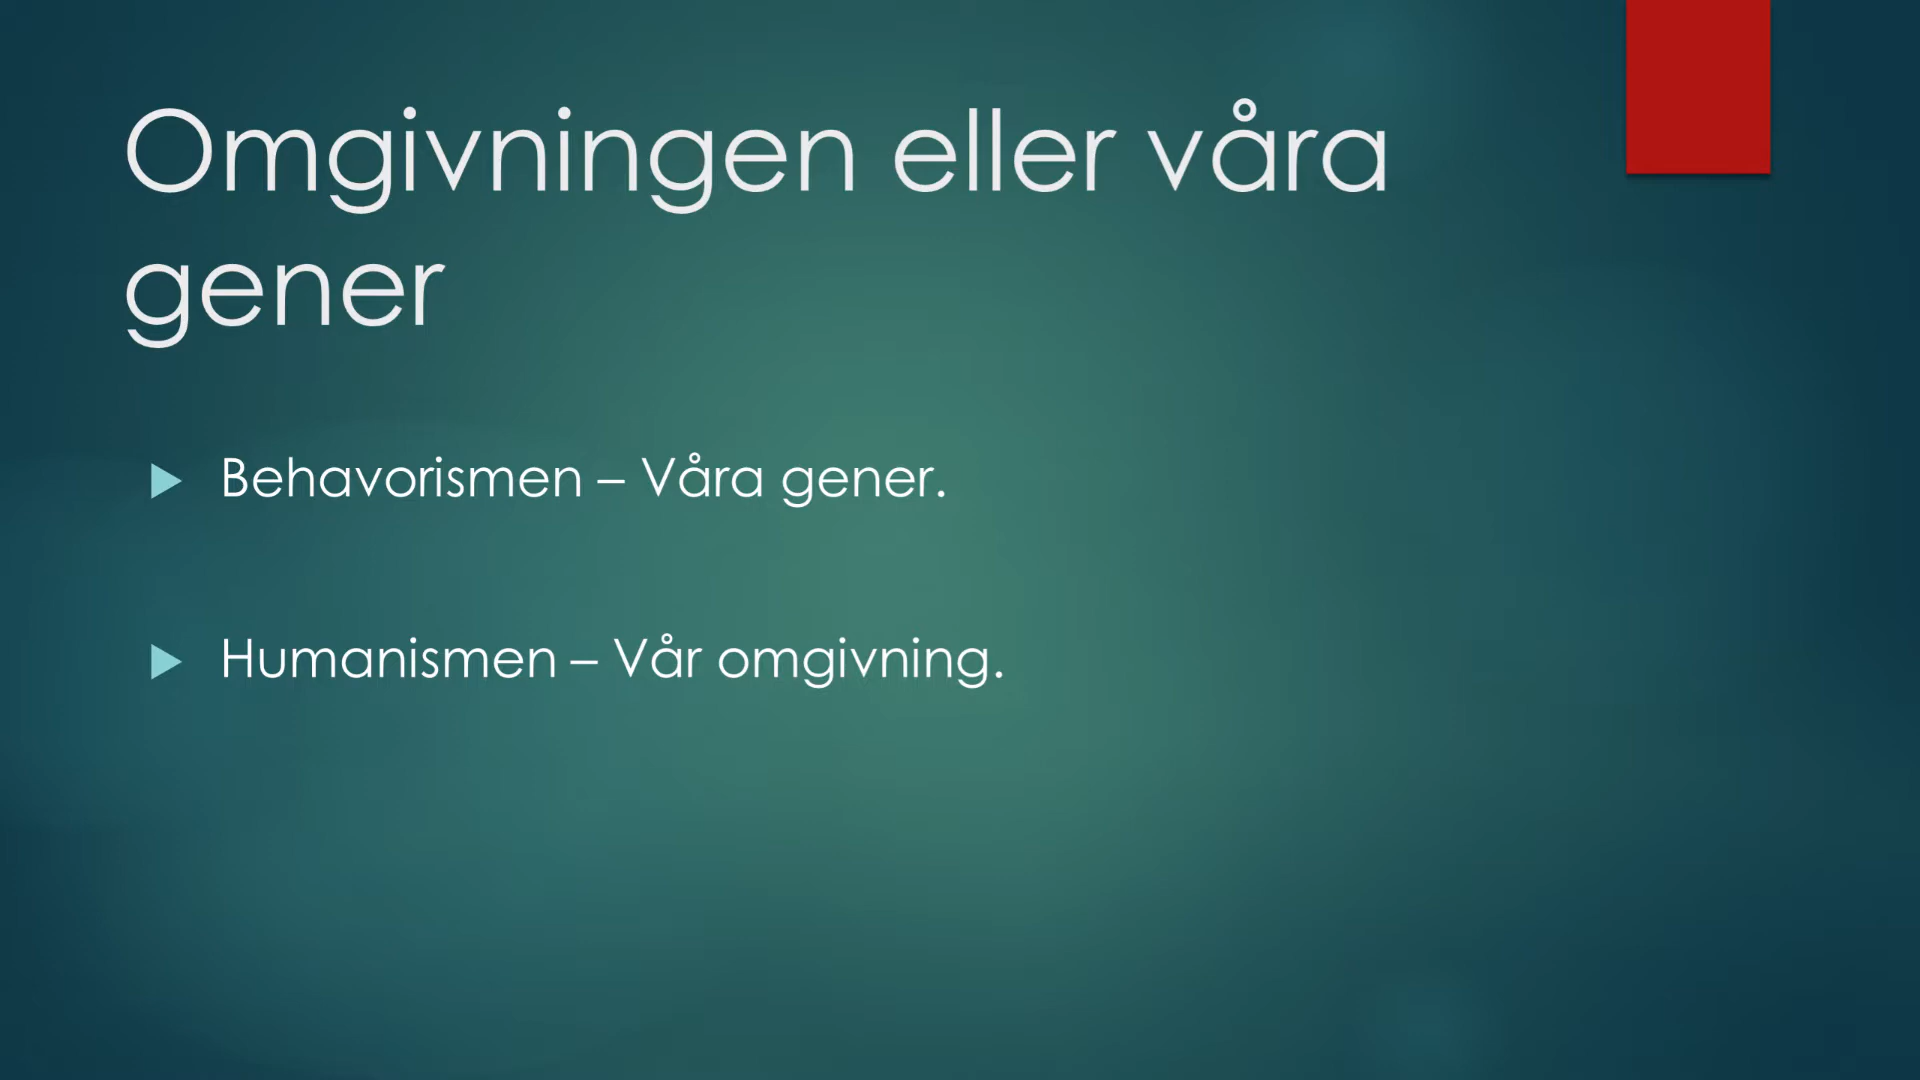 Omgivningen eller våra
gener
Behavorismen – Våra gener.
Humanismen – Vår omgivning.